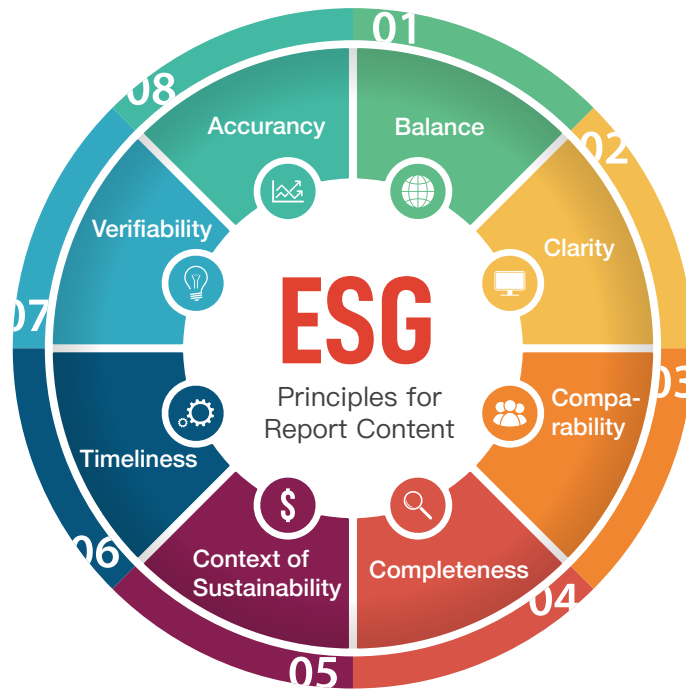 ESG
Principles for
Report Content
01
Balance
02
Clarity
03
Compa-
rability
04
Completeness
05
Context of
Sustainability
06
Timeliness
07
Verifiability
08
Accurancy
$